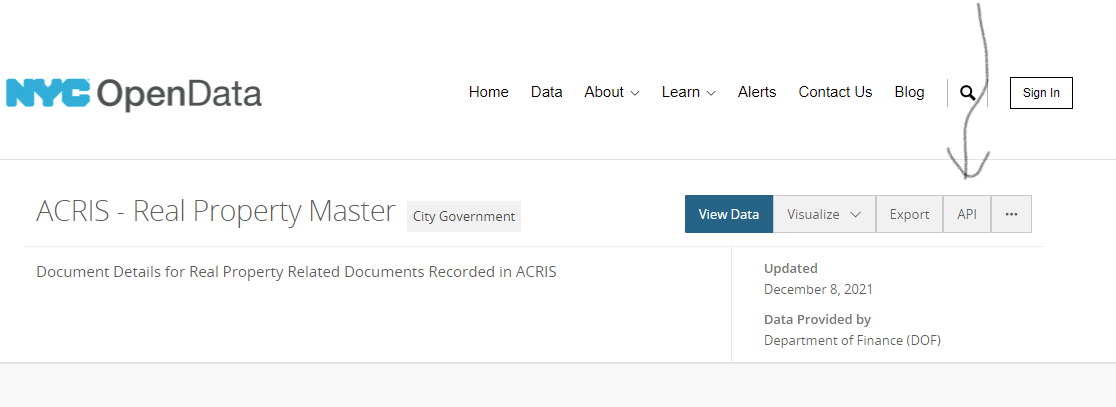 NYC OpenData
Home Data About Learn Alerts Contact Us Blog Sign In
ACRIS - Real Property Master City Government
View Data Visualize Export API ...
Document Details for Real Property Related Documents Recorded in ACRIS
Updated
December 8, 2021
Data Provided by
Department of Finance (DOF)